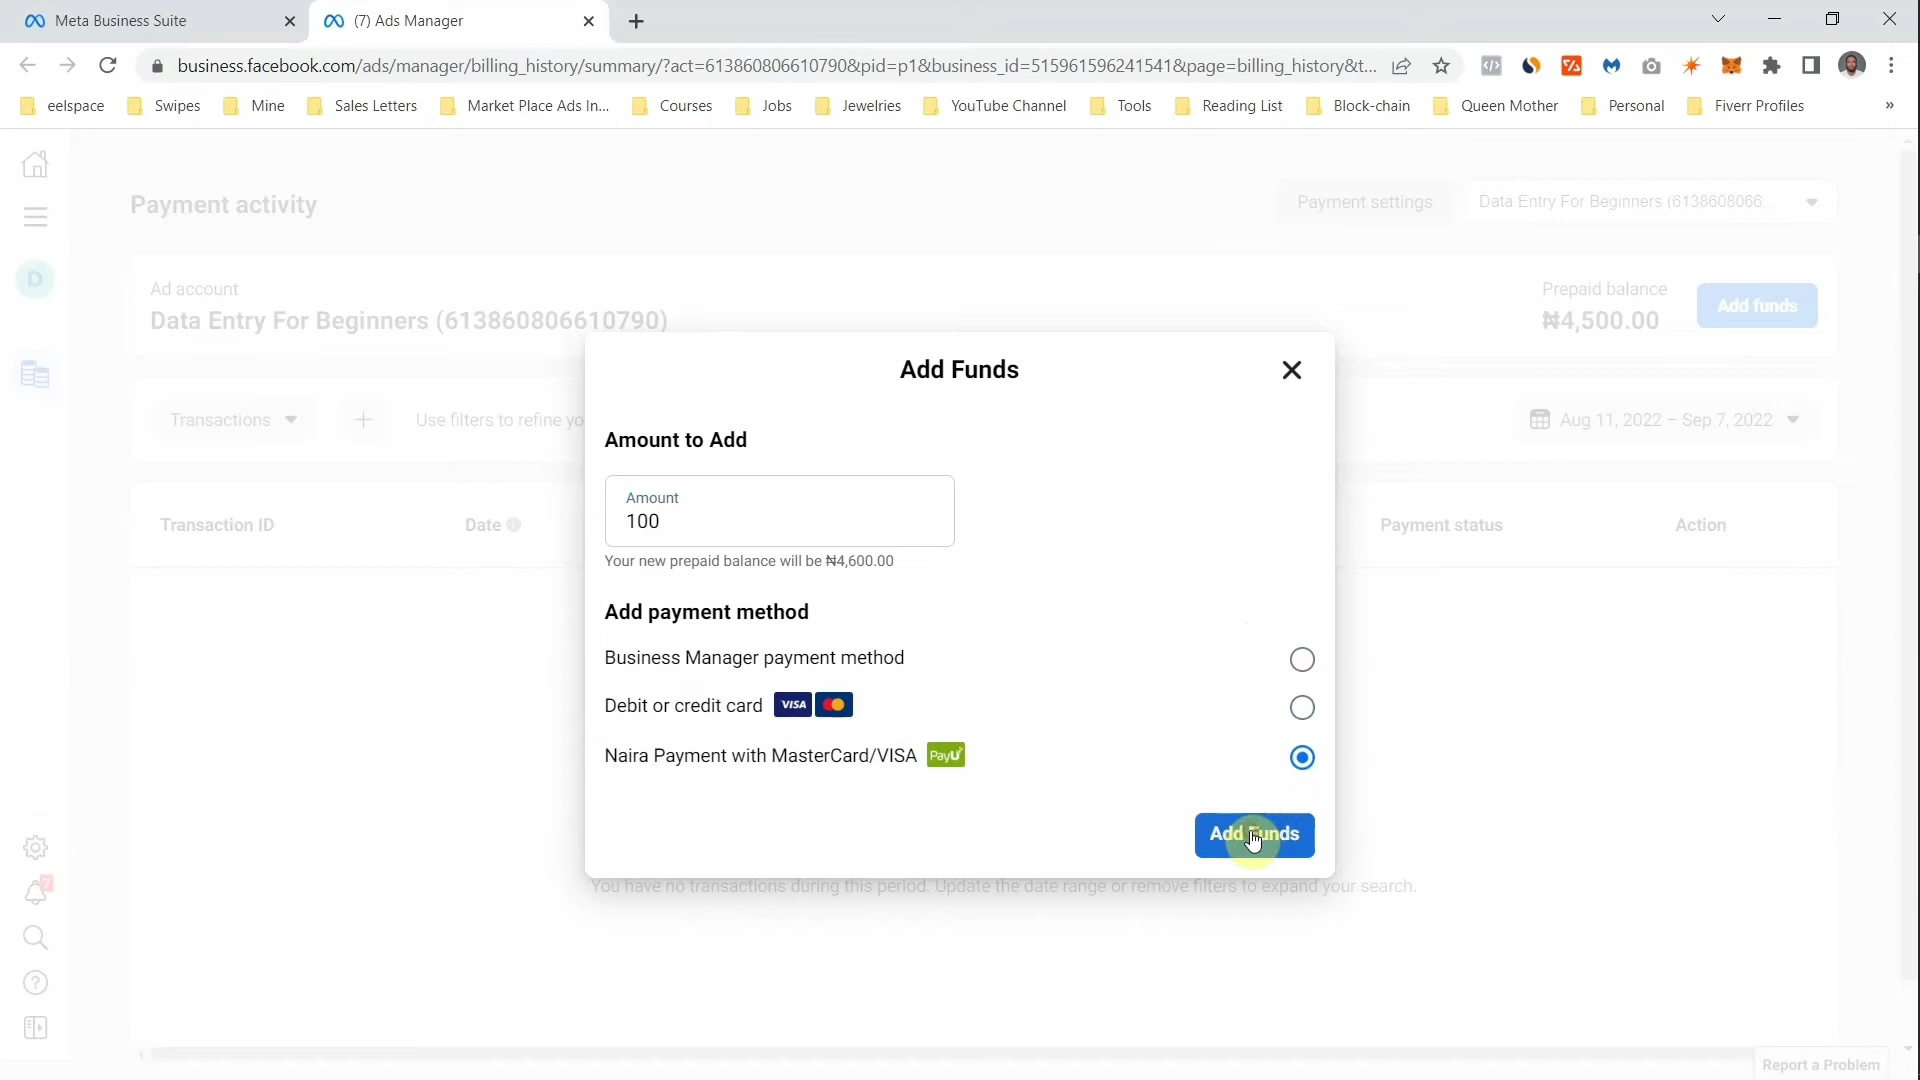 Meta Business Suite
(7) Ads Manager
business.facebook.com/ads/manager/billing_history/summary/?act=613860806610790&pid=p1&business_id=515961596241541&page=billing_history&t...
eelspace
Swipes
Mine
Sales Letters
Market Place Ads In...
Courses
Jobs
Jewelries
YouTube Channel
Tools
Reading List
Block-chain
Queen Mother
Personal
Fiverr Profiles
»
Payment activity
Payment settings
Data Entry For Beginners (6138608066...
D
Ad account
Data Entry For Beginners (613860806610790)
Prepaid balance
₦4,500.00
Add funds
Transactions
Use filters to refine yo
Aug 11, 2022 – Sep 7, 2022
Transaction ID
Date
Payment status
Action
Add Funds
Amount to Add
Amount
100
Your new prepaid balance will be ₦4,600.00
Add payment method
Business Manager payment method
Debit or credit card VISA
Naira Payment with MasterCard/VISA PayU
Add Funds
You have no transactions during this period. Update the date range or remove filters to expand your search.
7
Report a Problem